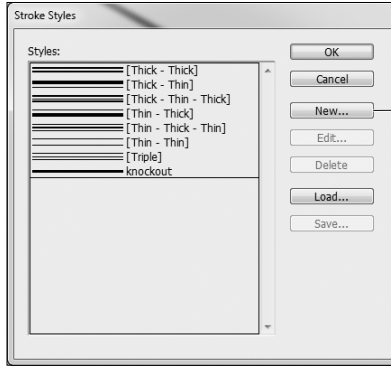 Stroke Styles
Styles:
[Thick - Thick]
[Thick - Thin]
[Thick - Thin - Thick]
[Thin - Thick]
[Thin - Thick - Thin]
[Thin - Thin]
[Triple]
knockout
OK
Cancel
New...
Edit...
Delete
Load...
Save...